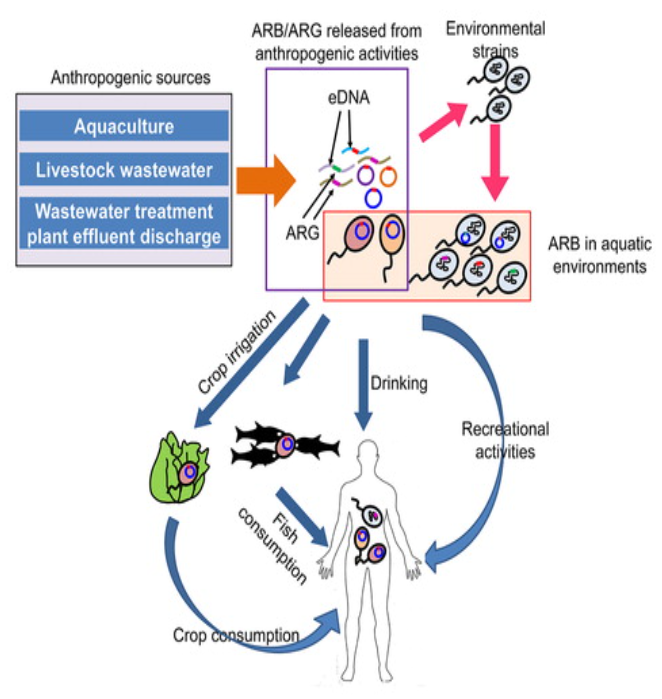 ARB/ARG released from
anthropogenic activities
Environmental
strains
Anthropogenic sources
eDNA
Aquaculture
Livestock wastewater
Wastewater treatment
plant effluent discharge
ARG
ARB in aquatic
environments
Crop irrigation
Drinking
Recreational
activities
Fish
consumption
Crop consumption